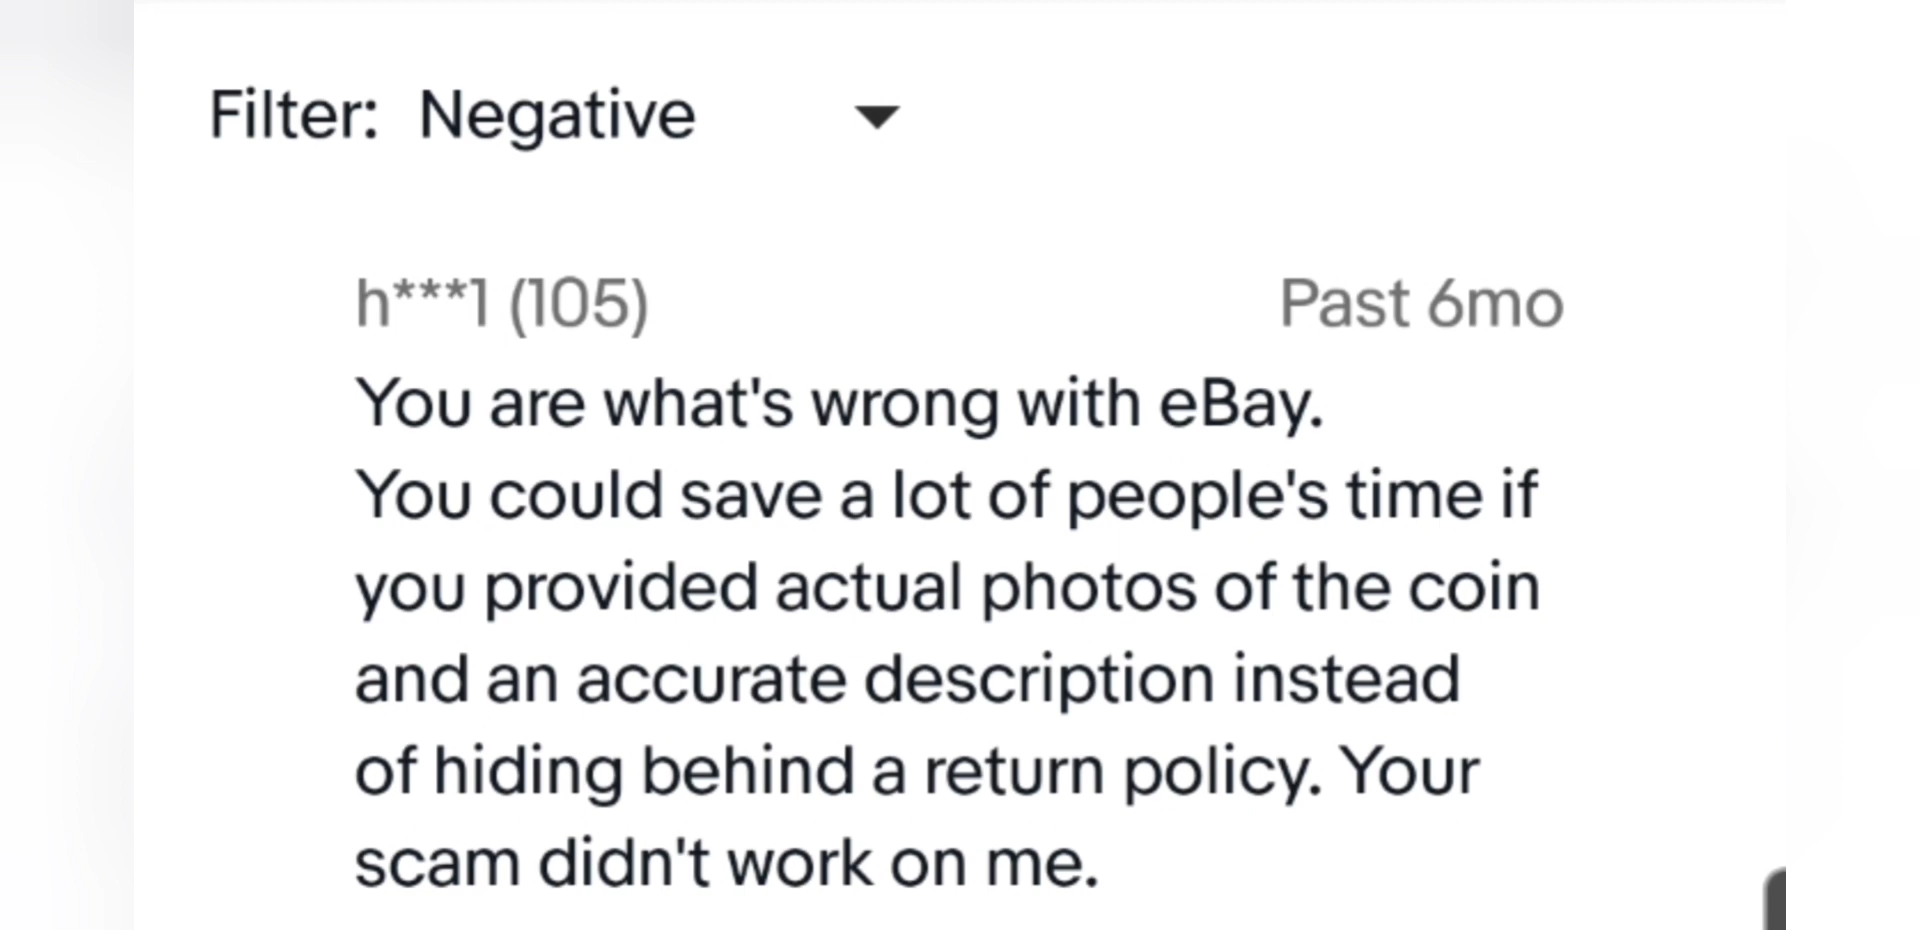 Filter: Negative
h***1 (105) Past 6mo
You are what's wrong with eBay.
You could save a lot of people's time if
you provided actual photos of the coin
and an accurate description instead
of hiding behind a return policy. Your
scam didn't work on me.